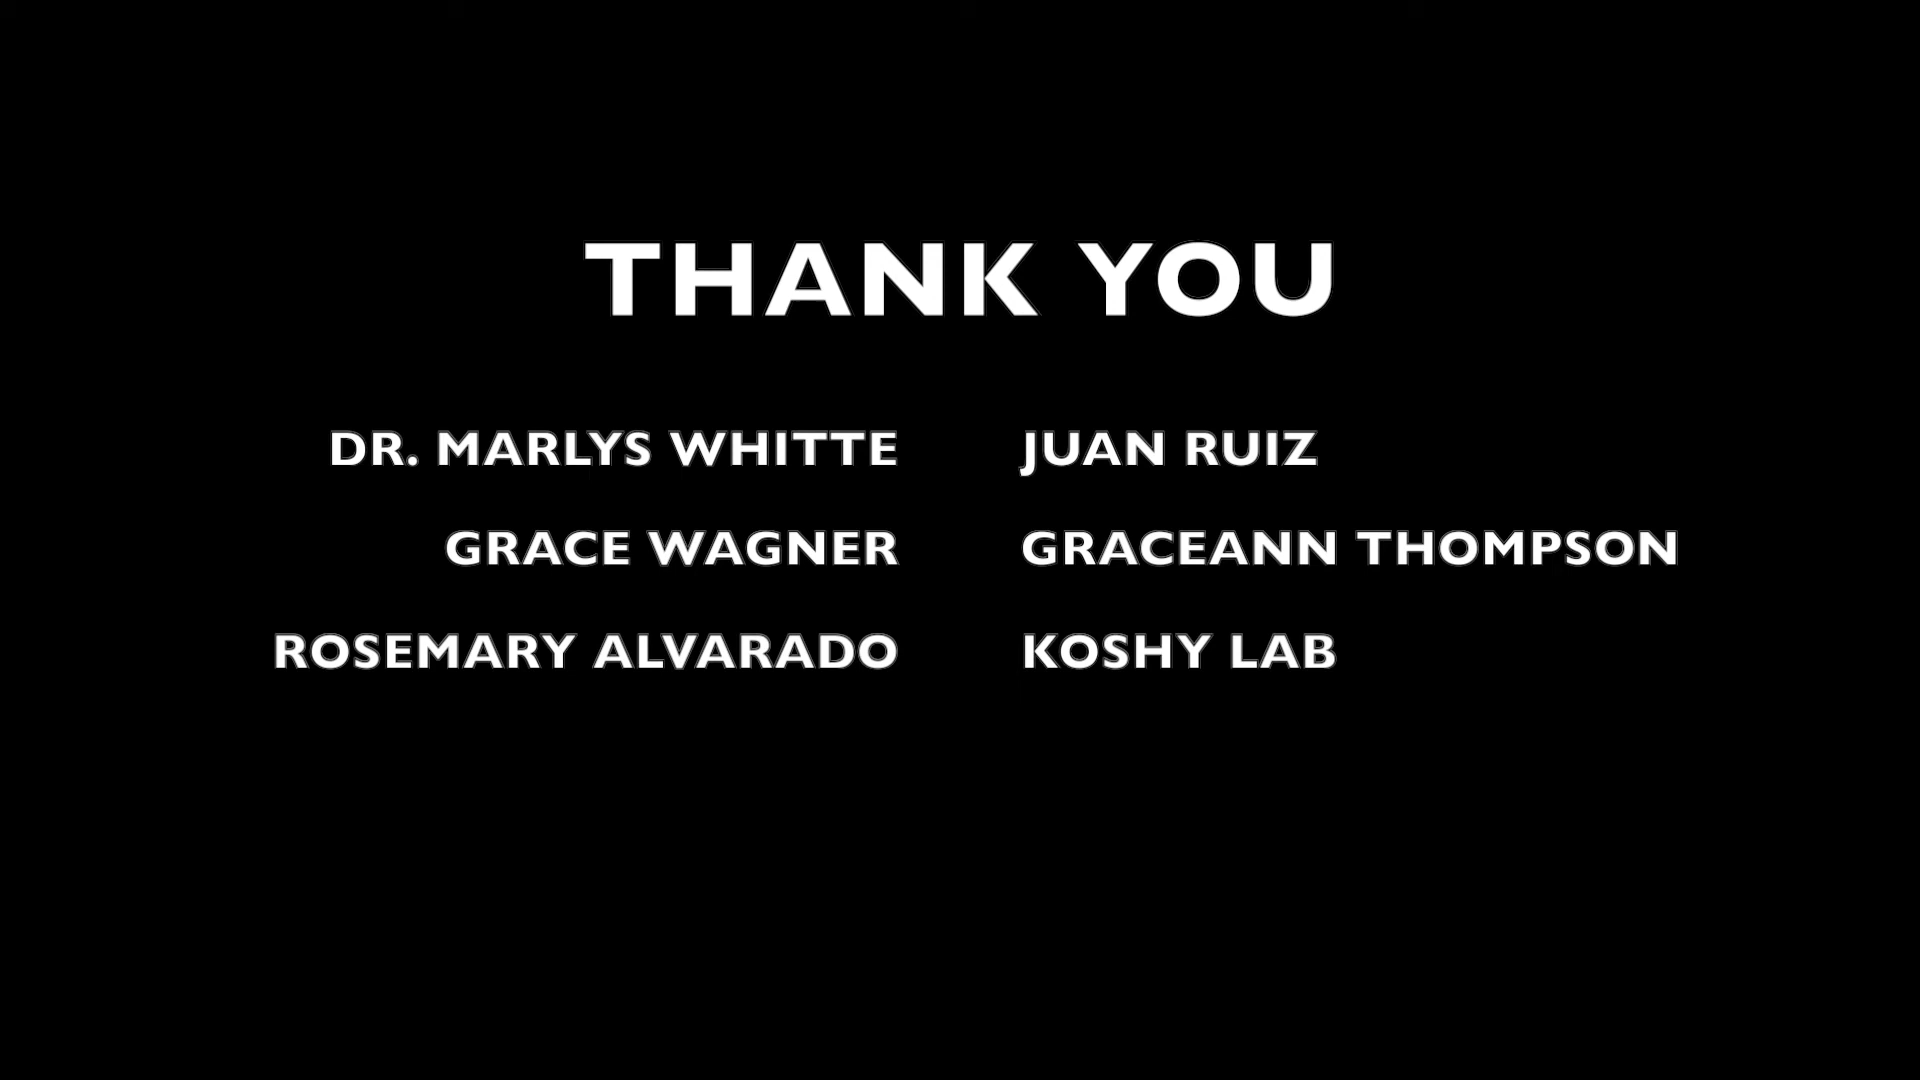 THANK YOU
DR. MARLYS WHITTE JUAN RUIZ
GRACE WAGNER GRACEANN THOMPSON
ROSEMARY ALVARADO KOSHY LAB